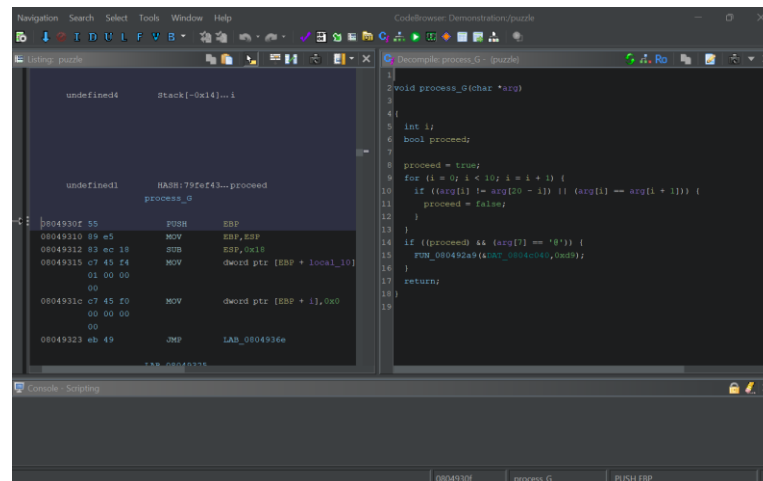 Navigation Search Select Tools Window Help
CodeBrowser: Demonstration:/puzzle
I D U L F V B
Listing: puzzle
undefined4 Stack[-0x14]... i
undefined1 HASH:79fef43... proceed
process_G
0804930f 55 PUSH EBP
08049310 89 e5 MOV EBP,ESP
08049312 83 ec 18 SUB ESP,0x18
08049315 c7 45 f4 MOV dword ptr [EBP + local_10]
01 00 00
00
0804931c c7 45 f0 MOV dword ptr [EBP + i],0x0
00 00 00
00
08049323 eb 49 JMP LAB_0804936e
LAB_08049325
Decompile: process_G - (puzzle)
Ro
1
2 void process_G(char *arg)
3
4 {
5 int i;
6 bool proceed;
7
8 proceed = true;
9 for (i = 0; i < 10; i = i + 1) {
10 if ((arg[i] != arg[20 - i]) || (arg[i] == arg[i + 1])) {
11 proceed = false;
12 }
13 }
14 if ((proceed) && (arg[7] == '@')) {
15 FUN_080492a9(&DAT_0804c040,0xd9);
16 }
17 return;
18 }
19
Console - Scripting
0804930f process_G PUSH EBP